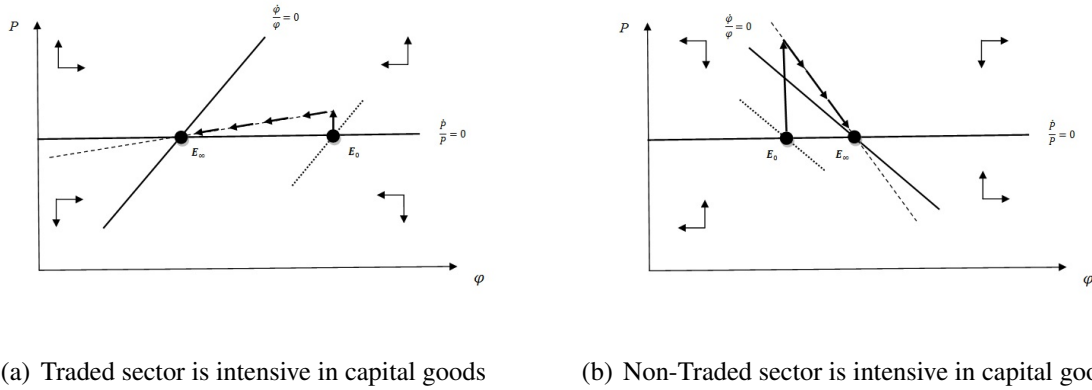 P
φ̇/φ = 0
Ṗ/P = 0
E∞
E₀
φ
(a) Traded sector is intensive in capital goods
P
φ̇/φ = 0
Ṗ/P = 0
E₀
E∞
φ
(b) Non-Traded sector is intensive in capital goo